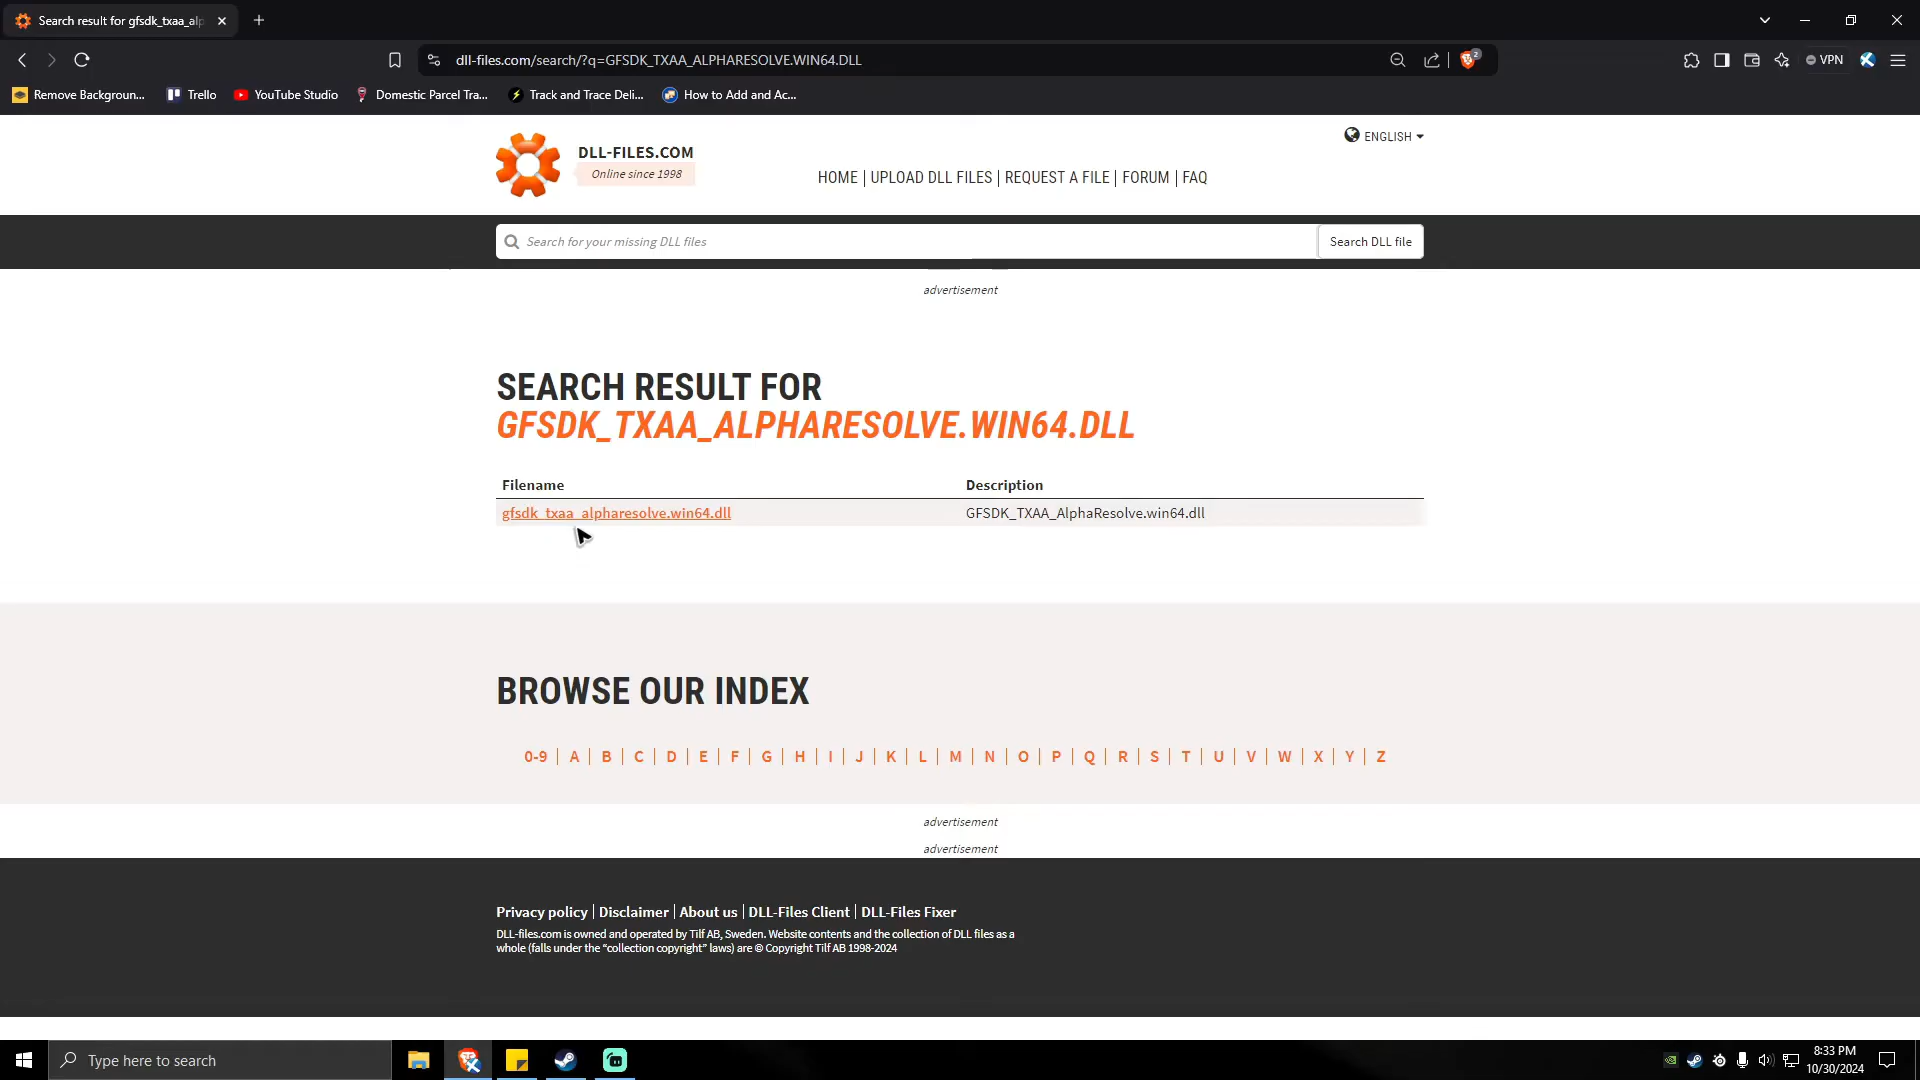 Search result for gfsdk_txaa_alp
dll-files.com/search/?q=GFSDK_TXAA_ALPHARESOLVE.WIN64.DLL
2
VPN
Remove Backgroun...
Trello
YouTube Studio
Domestic Parcel Tra...
Track and Trace Deli...
How to Add and Ac...
DLL-FILES.COM
Online since 1998
ENGLISH
HOME | UPLOAD DLL FILES | REQUEST A FILE | FORUM | FAQ
Search for your missing DLL files
Search DLL file
advertisement
SEARCH RESULT FOR
GFSDK_TXAA_ALPHARESOLVE.WIN64.DLL
Filename
Description
gfsdk_txaa_alpharesolve.win64.dll
GFSDK_TXAA_AlphaResolve.win64.dll
BROWSE OUR INDEX
0-9 | A | B | C | D | E | F | G | H | I | J | K | L | M | N | O | P | Q | R | S | T | U | V | W | X | Y | Z
advertisement
advertisement
Privacy policy | Disclaimer | About us | DLL-Files Client | DLL-Files Fixer
DLL-files.com is owned and operated by Tilf AB, Sweden. Website contents and the collection of DLL files as a
whole (falls under the “collection copyright” laws) are © Copyright Tilf AB 1998-2024
Type here to search
8:33 PM
10/30/2024